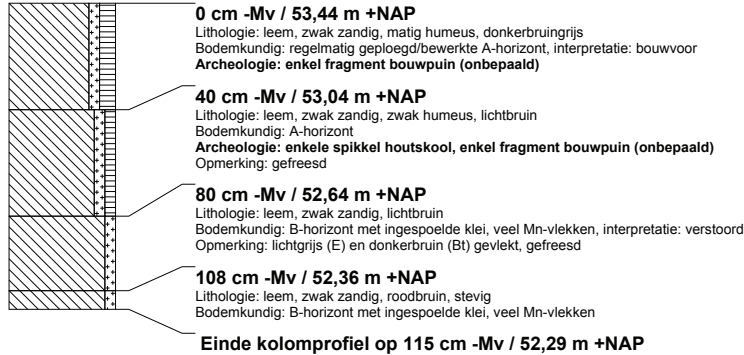 0 cm -Mv / 53,44 m +NAP
Lithologie: leem, zwak zandig, matig humeus, donkerbruingrijs
Bodemkundig: regelmatig geploegd/bewerkte A-horizont, interpretatie: bouwvoor
Archeologie: enkel fragment bouwpuin (onbepaald)
40 cm -Mv / 53,04 m +NAP
Lithologie: leem, zwak zandig, zwak humeus, lichtbruin
Bodemkundig: A-horizont
Archeologie: enkele spikkel houtskool, enkel fragment bouwpuin (onbepaald)
Opmerking: gefreesd
80 cm -Mv / 52,64 m +NAP
Lithologie: leem, zwak zandig, lichtbruin
Bodemkundig: B-horizont met ingespoelde klei, veel Mn-vlekken, interpretatie: verstoord
Opmerking: lichtgrijs (E) en donkerbruin (Bt) gevlekt, gefreesd
108 cm -Mv / 52,36 m +NAP
Lithologie: leem, zwak zandig, roodbruin, stevig
Bodemkundig: B-horizont met ingespoelde klei, veel Mn-vlekken
Einde kolomprofiel op 115 cm -Mv / 52,29 m +NAP